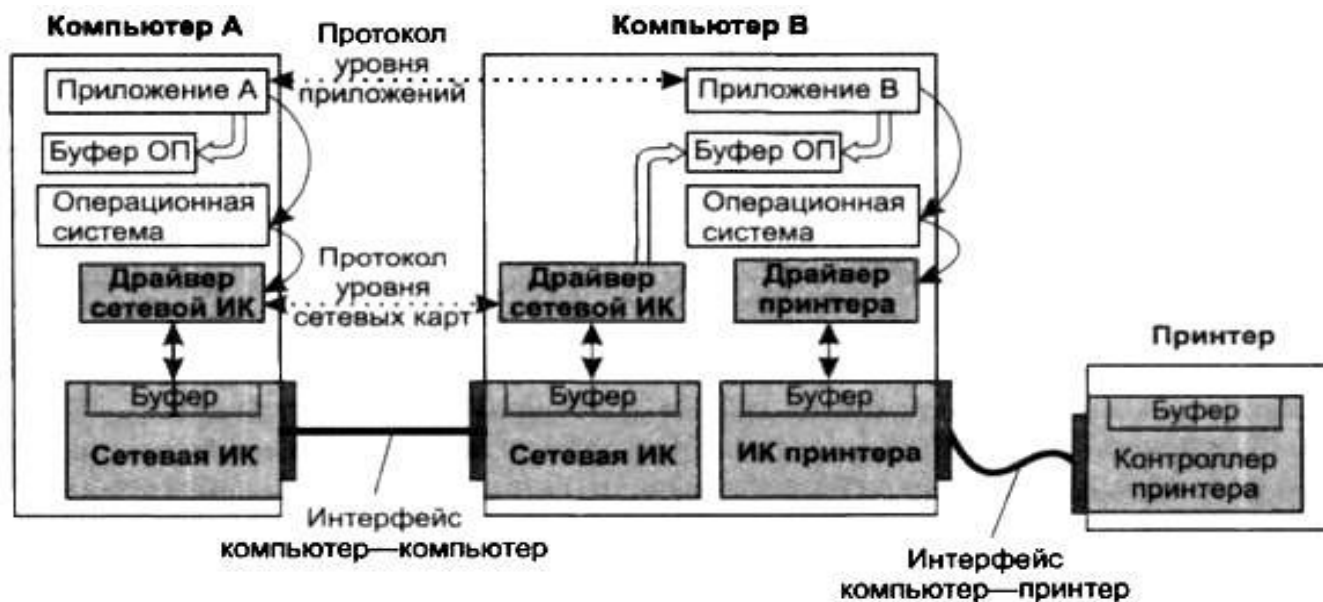 Компьютер А
Протокол
уровня
приложений
Компьютер В
Приложение А
Буфер ОП
Операционная
система
Драйвер
сетевой ИК
Буфер
Сетевая ИК
Протокол
уровня
сетевых карт
Интерфейс
компьютер—компьютер
Приложение В
Буфер ОП
Операционная
система
Драйвер
сетевой ИК
Драйвер
принтера
Буфер
Сетевая ИК
Буфер
ИК принтера
Принтер
Буфер
Контроллер
принтера
Интерфейс
компьютер—принтер